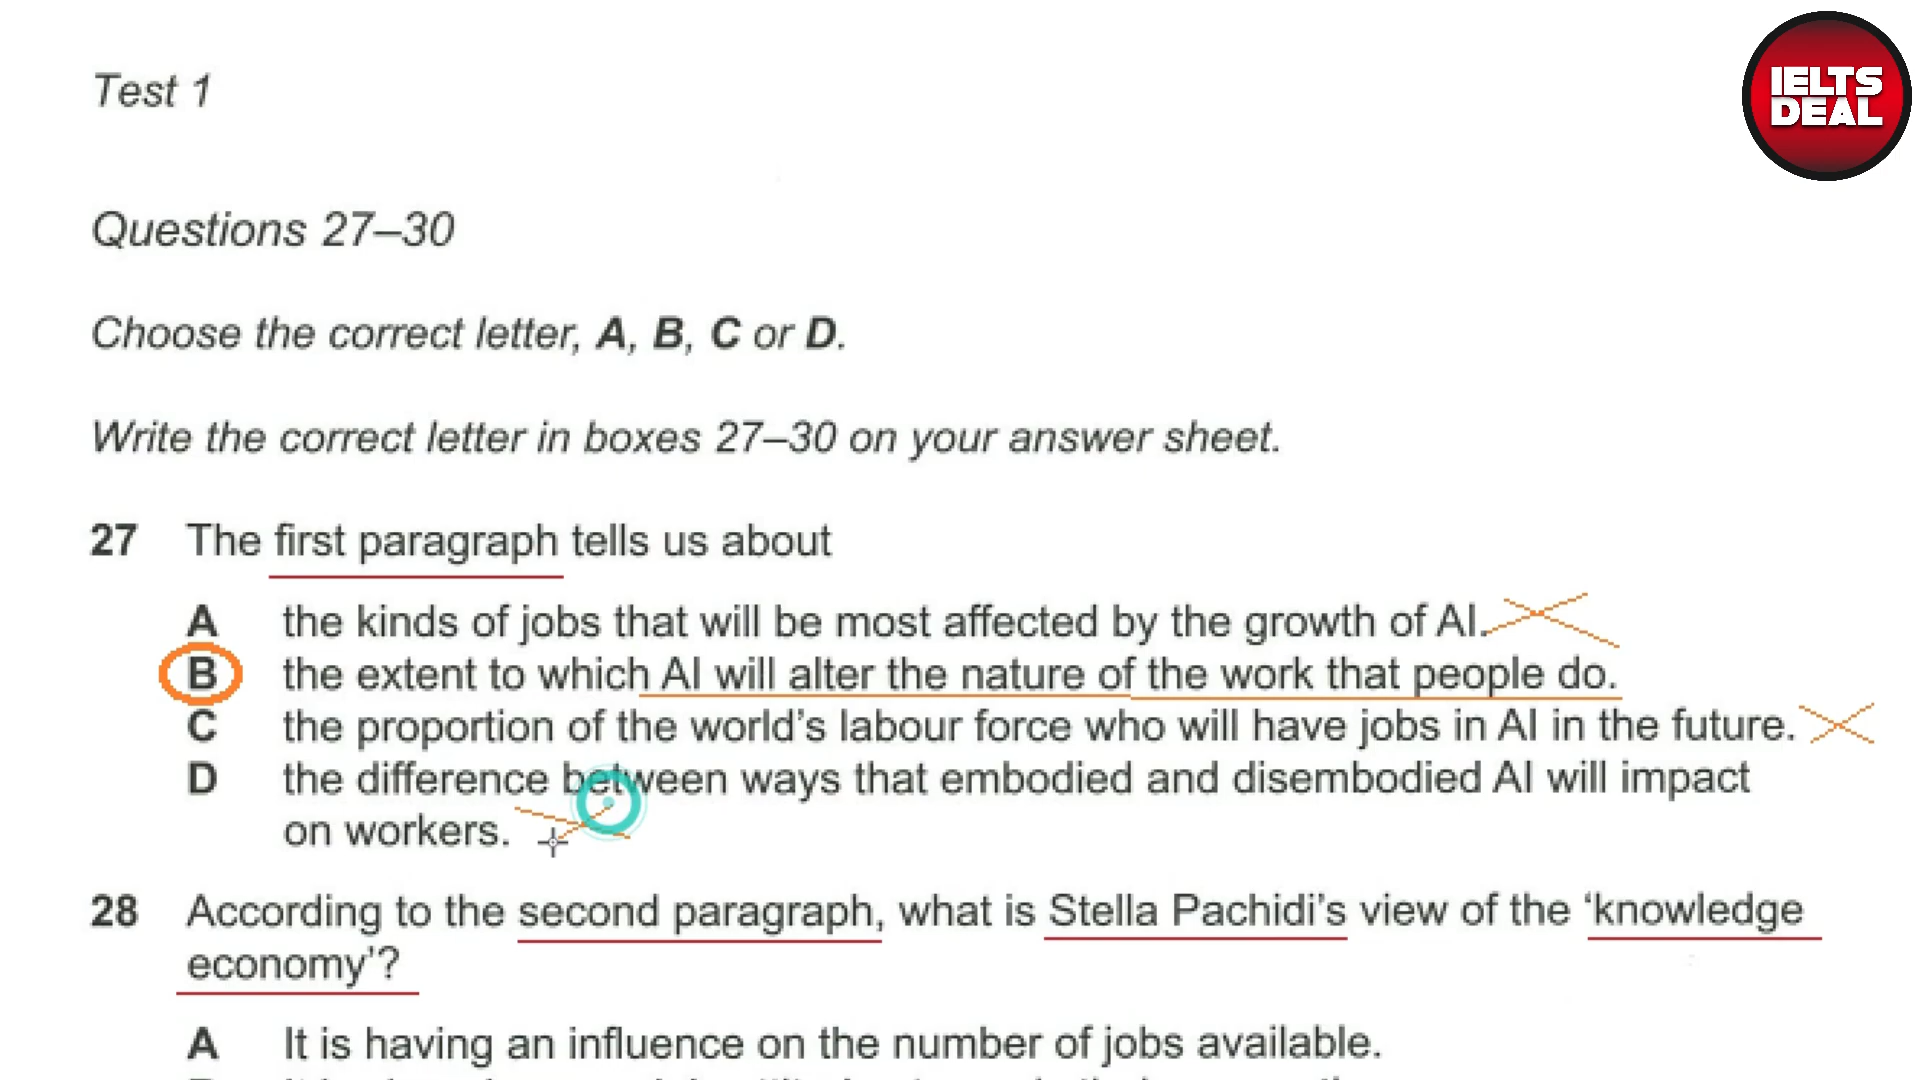 IELTS
DEAL
Test 1
Questions 27–30
Choose the correct letter, A, B, C or D.
Write the correct letter in boxes 27–30 on your answer sheet.
27 The first paragraph tells us about
A the kinds of jobs that will be most affected by the growth of AI.
B the extent to which AI will alter the nature of the work that people do.
C the proportion of the world’s labour force who will have jobs in AI in the future.
D the difference between ways that embodied and disembodied AI will impact
on workers.
28 According to the second paragraph, what is Stella Pachidi’s view of the ‘knowledge
economy’?
A It is having an influence on the number of jobs available.